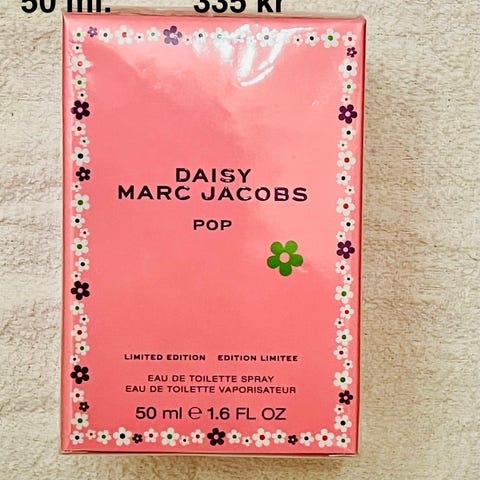 50 ml. 335 kr
DAISY
MARC JACOBS
POP
LIMITED EDITION EDITION LIMITEE
EAU DE TOILETTE SPRAY
EAU DE TOILETTE VAPORISATEUR
50 ml ℮ 1.6 FL OZ